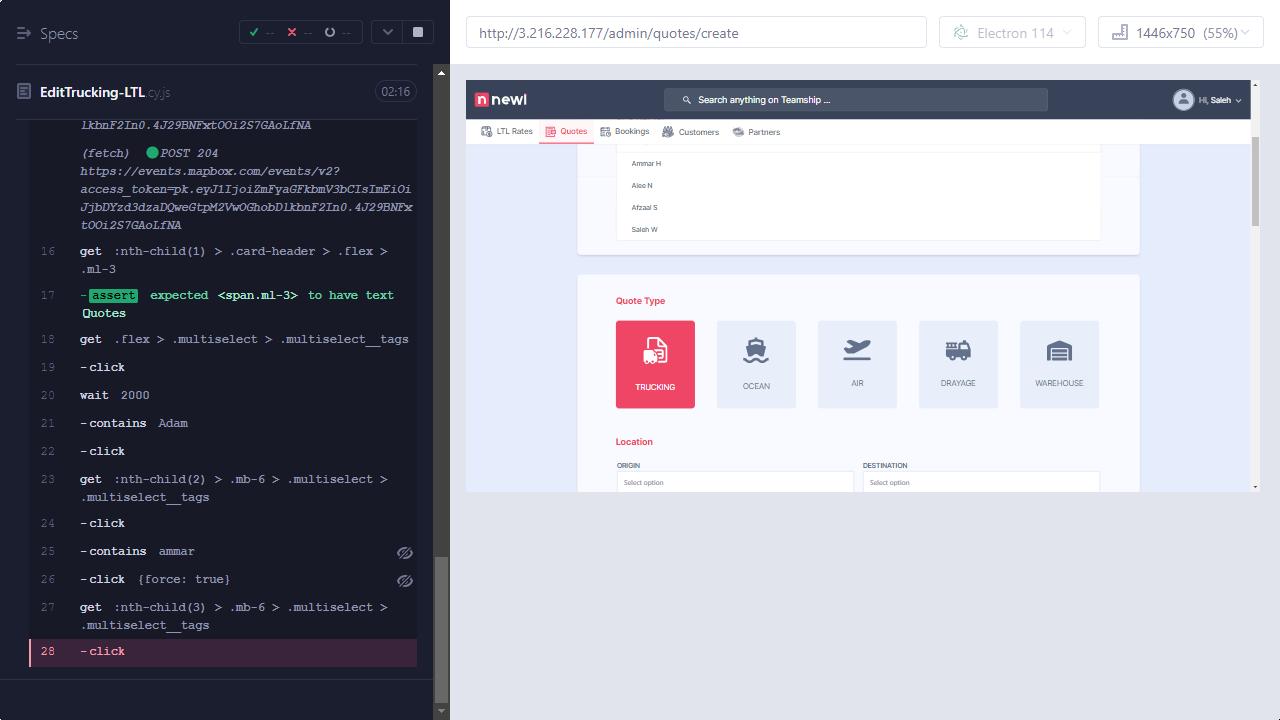 Specs
--
--
--
http://3.216.228.177/admin/quotes/create
Electron 114
1446x750 (55%)
EditTrucking-LTL.cy.js
02:16
lkbnF2In0.4J29BNFxtOOi2S7GAoLfNA
(fetch) POST 204
https://events.mapbox.com/events/v2?
access_token=pk.eyJ1IjoiZmFyaGFkbmV3bCIsImEiOi
JjbDYzd3dzaDQweGtpM2VwOGhobDlkbnF2In0.4J29BNFx
tOOi2S7GAoLfNA
16 get :nth-child(1) > .card-header > .flex >
.ml-3
17 -assert expected <span.ml-3> to have text
Quotes
18 get .flex > .multiselect > .multiselect__tags
19 -click
20 wait 2000
21 -contains Adam
22 -click
23 get :nth-child(2) > .mb-6 > .multiselect >
.multiselect__tags
24 -click
25 -contains ammar
26 -click {force: true}
27 get :nth-child(3) > .mb-6 > .multiselect >
.multiselect__tags
28 -click
n newl
Search anything on Teamship ...
Hi, Saleh
LTL Rates
Quotes
Bookings
Customers
Partners
Ammar H
Alee N
Afzaal S
Saleh W
Quote Type
TRUCKING
OCEAN
AIR
DRAYAGE
WAREHOUSE
Location
ORIGIN
DESTINATION
Select option
Select option